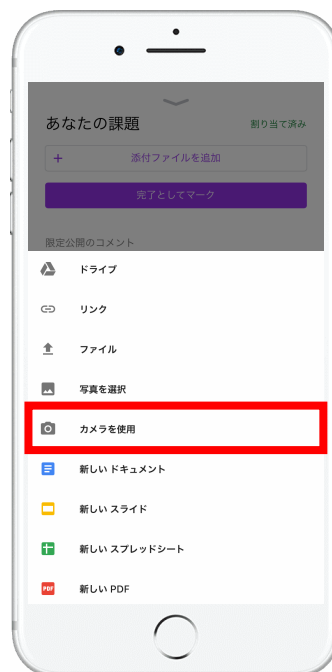 あなたの課題
割り当て済み
+ 添付ファイルを追加
完了としてマーク
限定公開のコメント
ドライブ
リンク
ファイル
写真を選択
カメラを使用
新しい ドキュメント
新しい スライド
新しい スプレッドシート
PDF 新しい PDF